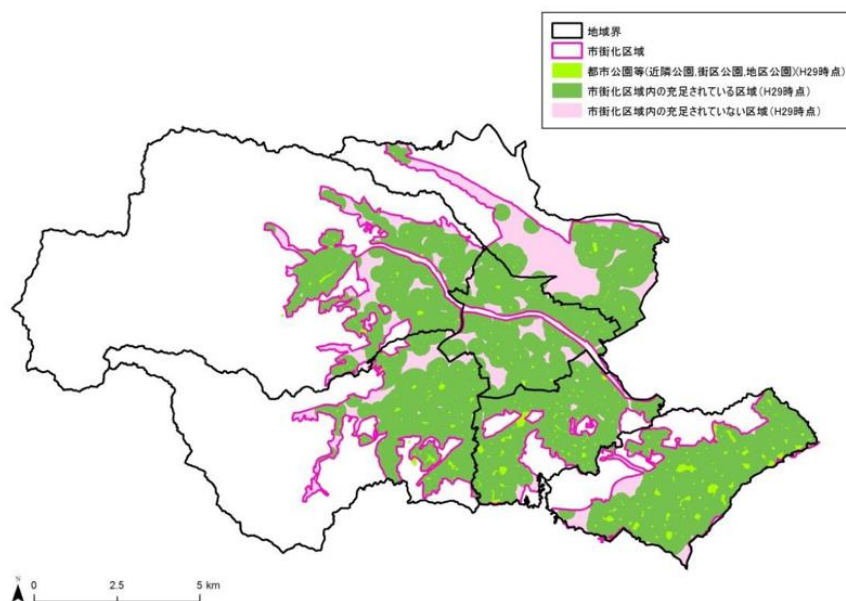 地域界
市街化区域
都市公園等(近隣公園,街区公園,地区公園)(H29時点)
市街化区域内の充足されている区域(H29時点)
市街化区域内の充足されていない区域(H29時点)
N
0 2.5 5 km